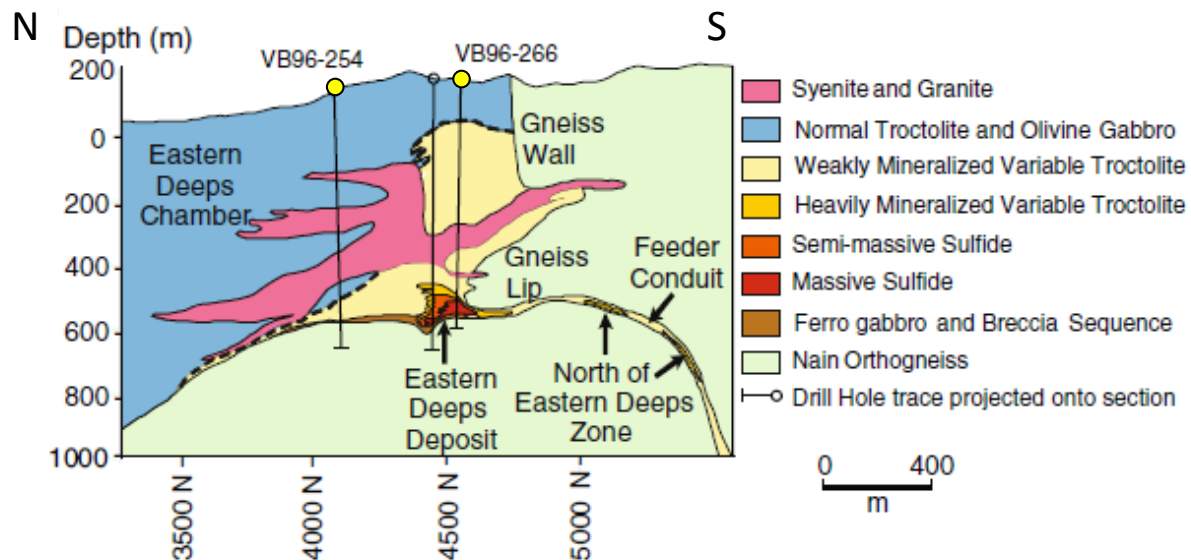 N
S
Depth (m)
VB96-254
VB96-266
200
0
200
400
600
800
1000
Eastern
Deeps
Chamber
Gneiss
Wall
Gneiss
Lip
Feeder
Conduit
Eastern
Deeps
Deposit
North of
Eastern Deeps
Zone
3500 N
4000 N
4500 N
5000 N
Syenite and Granite
Normal Troctolite and Olivine Gabbro
Weakly Mineralized Variable Troctolite
Heavily Mineralized Variable Troctolite
Semi-massive Sulfide
Massive Sulfide
Ferro gabbro and Breccia Sequence
Nain Orthogneiss
Drill Hole trace projected onto section
0 400
m